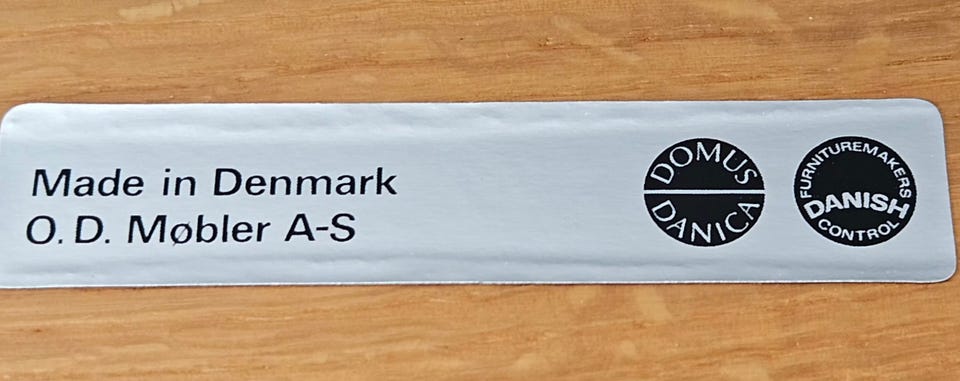 Made in Denmark
O.D. Møbler A-S
DOMUS
DANICA
FURNITUREMAKERS
DANISH
CONTROL